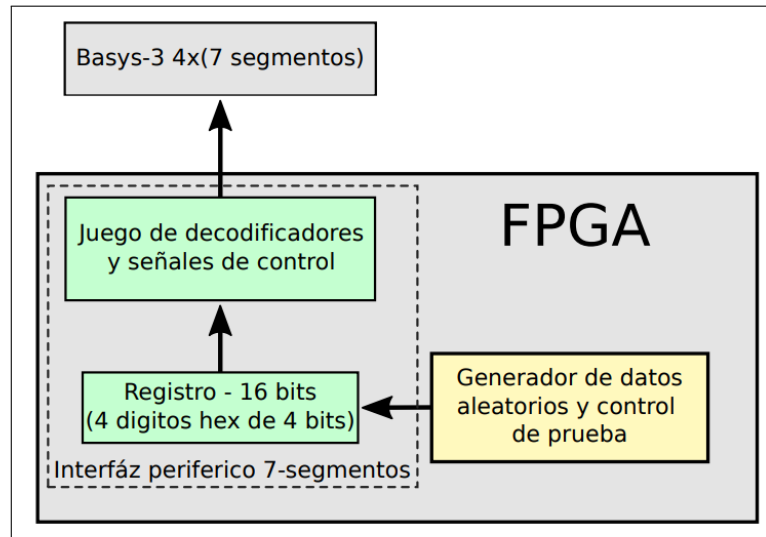 Basys-3 4x(7 segmentos)
FPGA
Juego de decodificadores
y señales de control
Registro - 16 bits
(4 digitos hex de 4 bits)
Generador de datos
aleatorios y control
de prueba
Interfáz periferico 7-segmentos